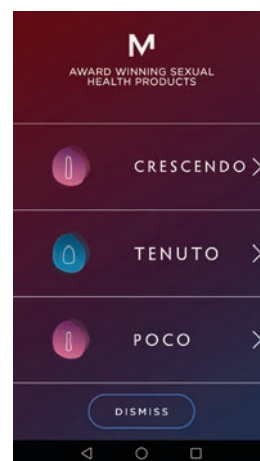 M
AWARD WINNING SEXUAL
HEALTH PRODUCTS
CRESCENDO
TENUTO
POCO
DISMISS